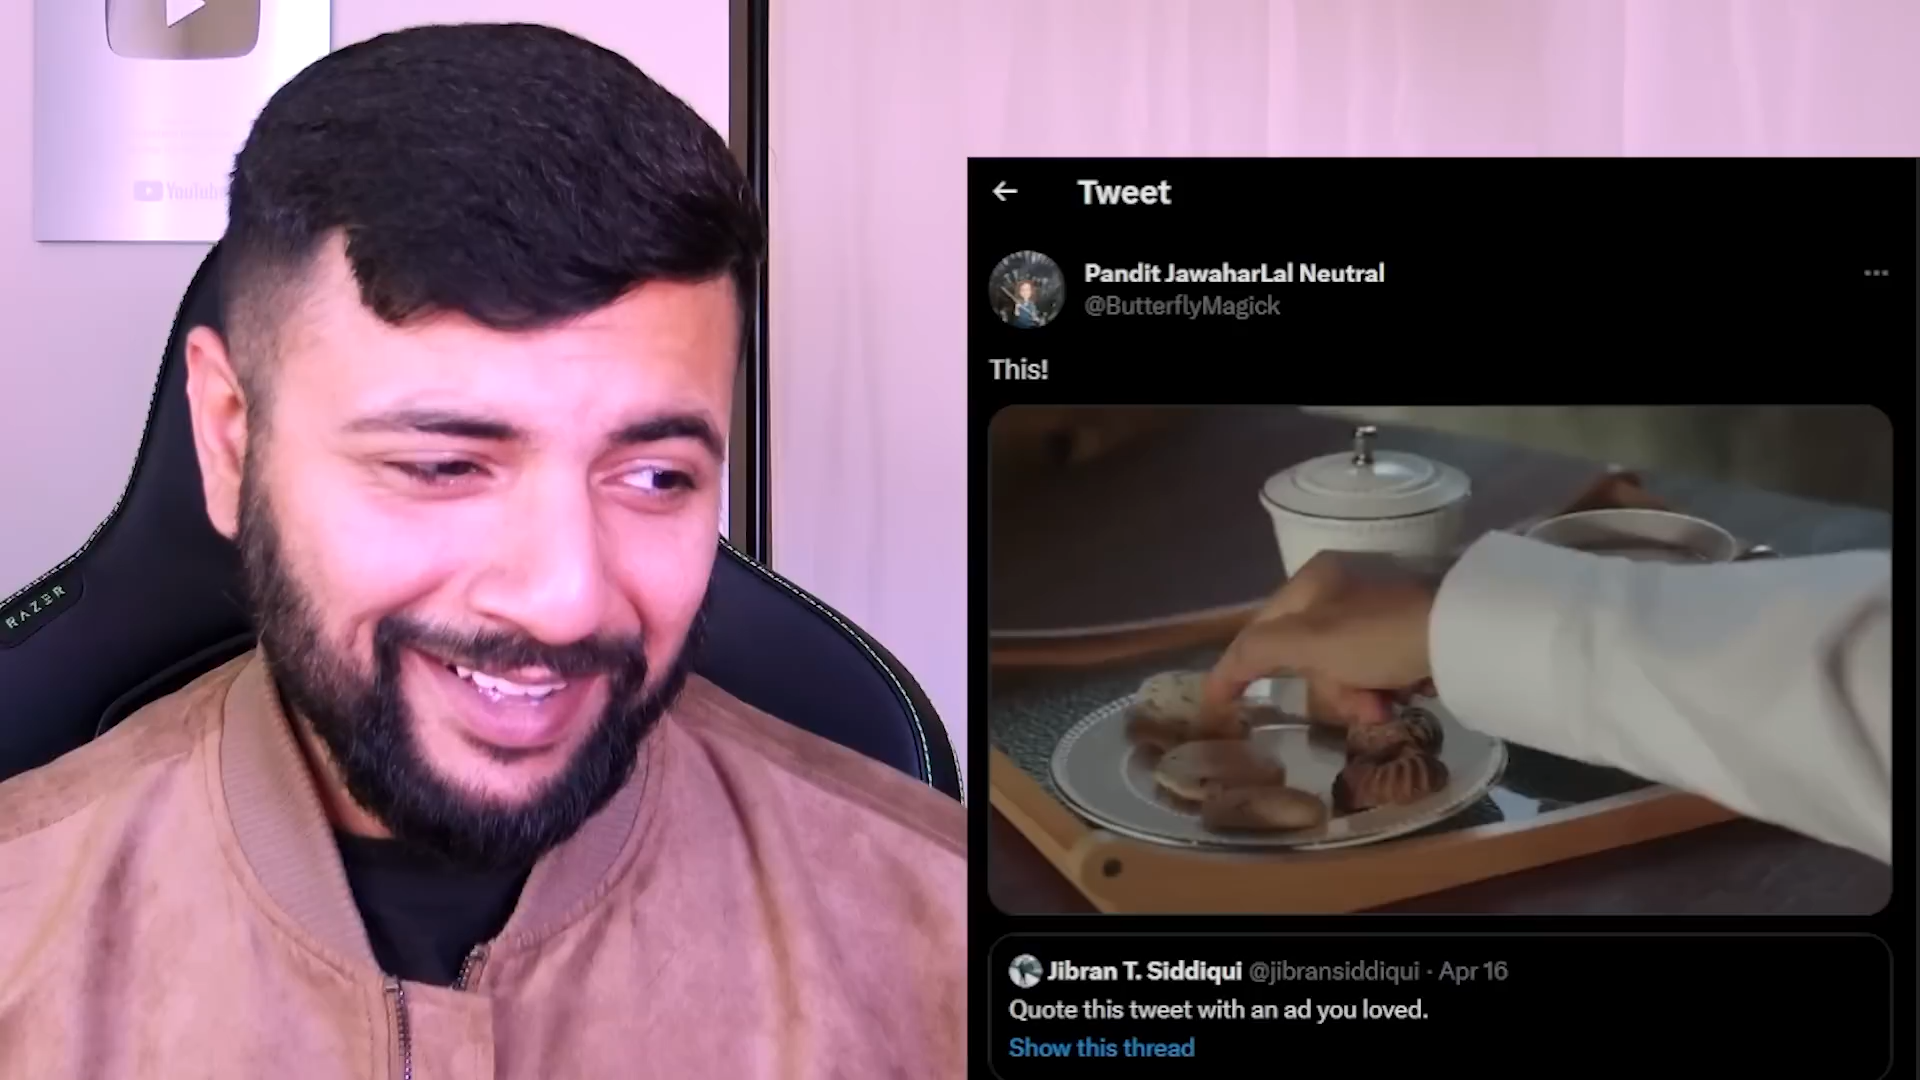 YouTube
RAZER
Tweet
Pandit JawaharLal Neutral
@ButterflyMagick
This!
Jibran T. Siddiqui @jibransiddiqui · Apr 16
Quote this tweet with an ad you loved.
Show this thread